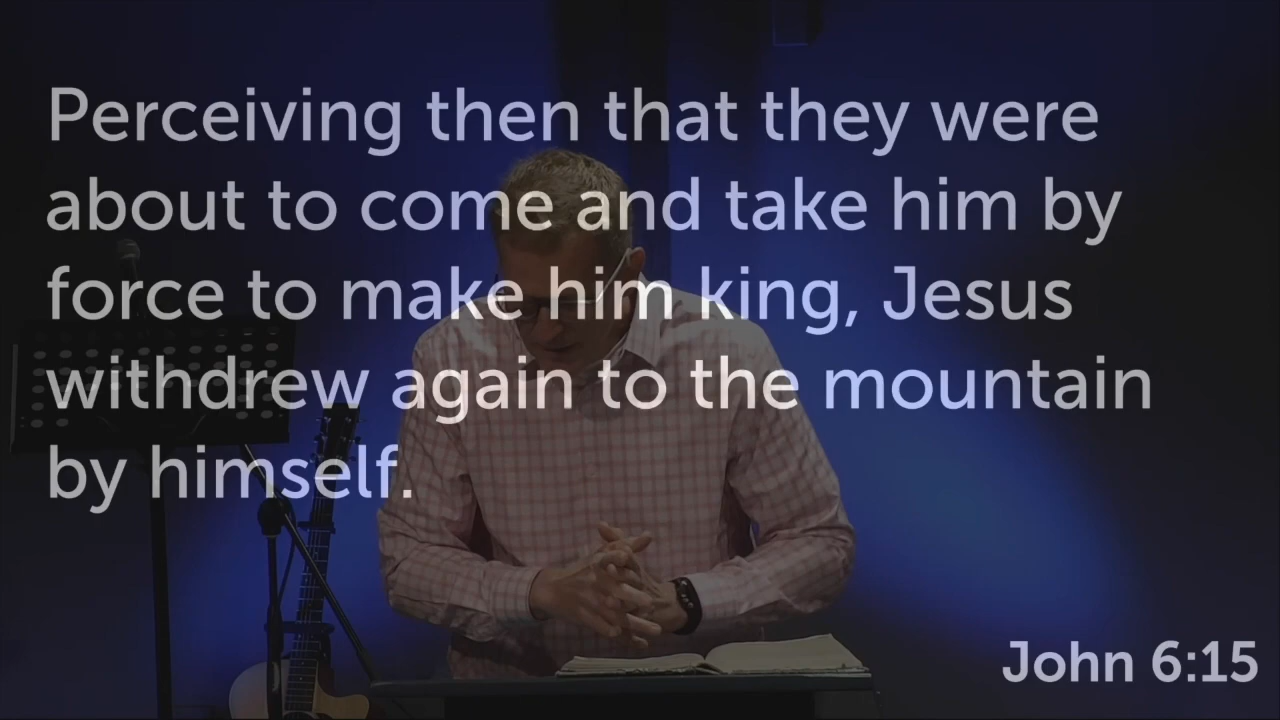 Perceiving then that they were
about to come and take him by
force to make him king, Jesus
withdrew again to the mountain
by himself.
John 6:15